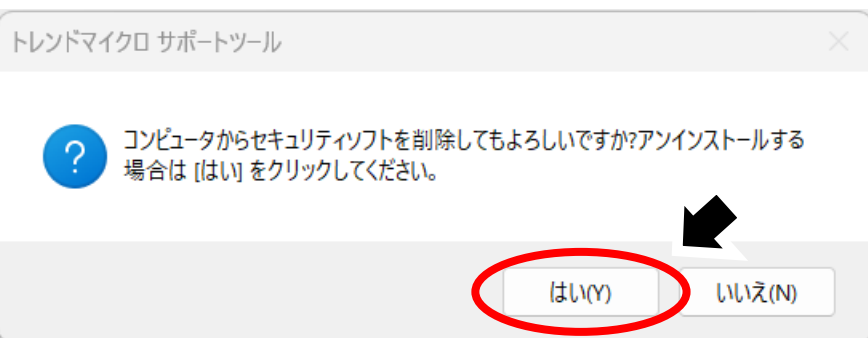 トレンドマイクロ サポートツール
コンピュータからセキュリティソフトを削除してもよろしいですか?アンインストールする
場合は [はい] をクリックしてください。
はい(Y)
いいえ(N)